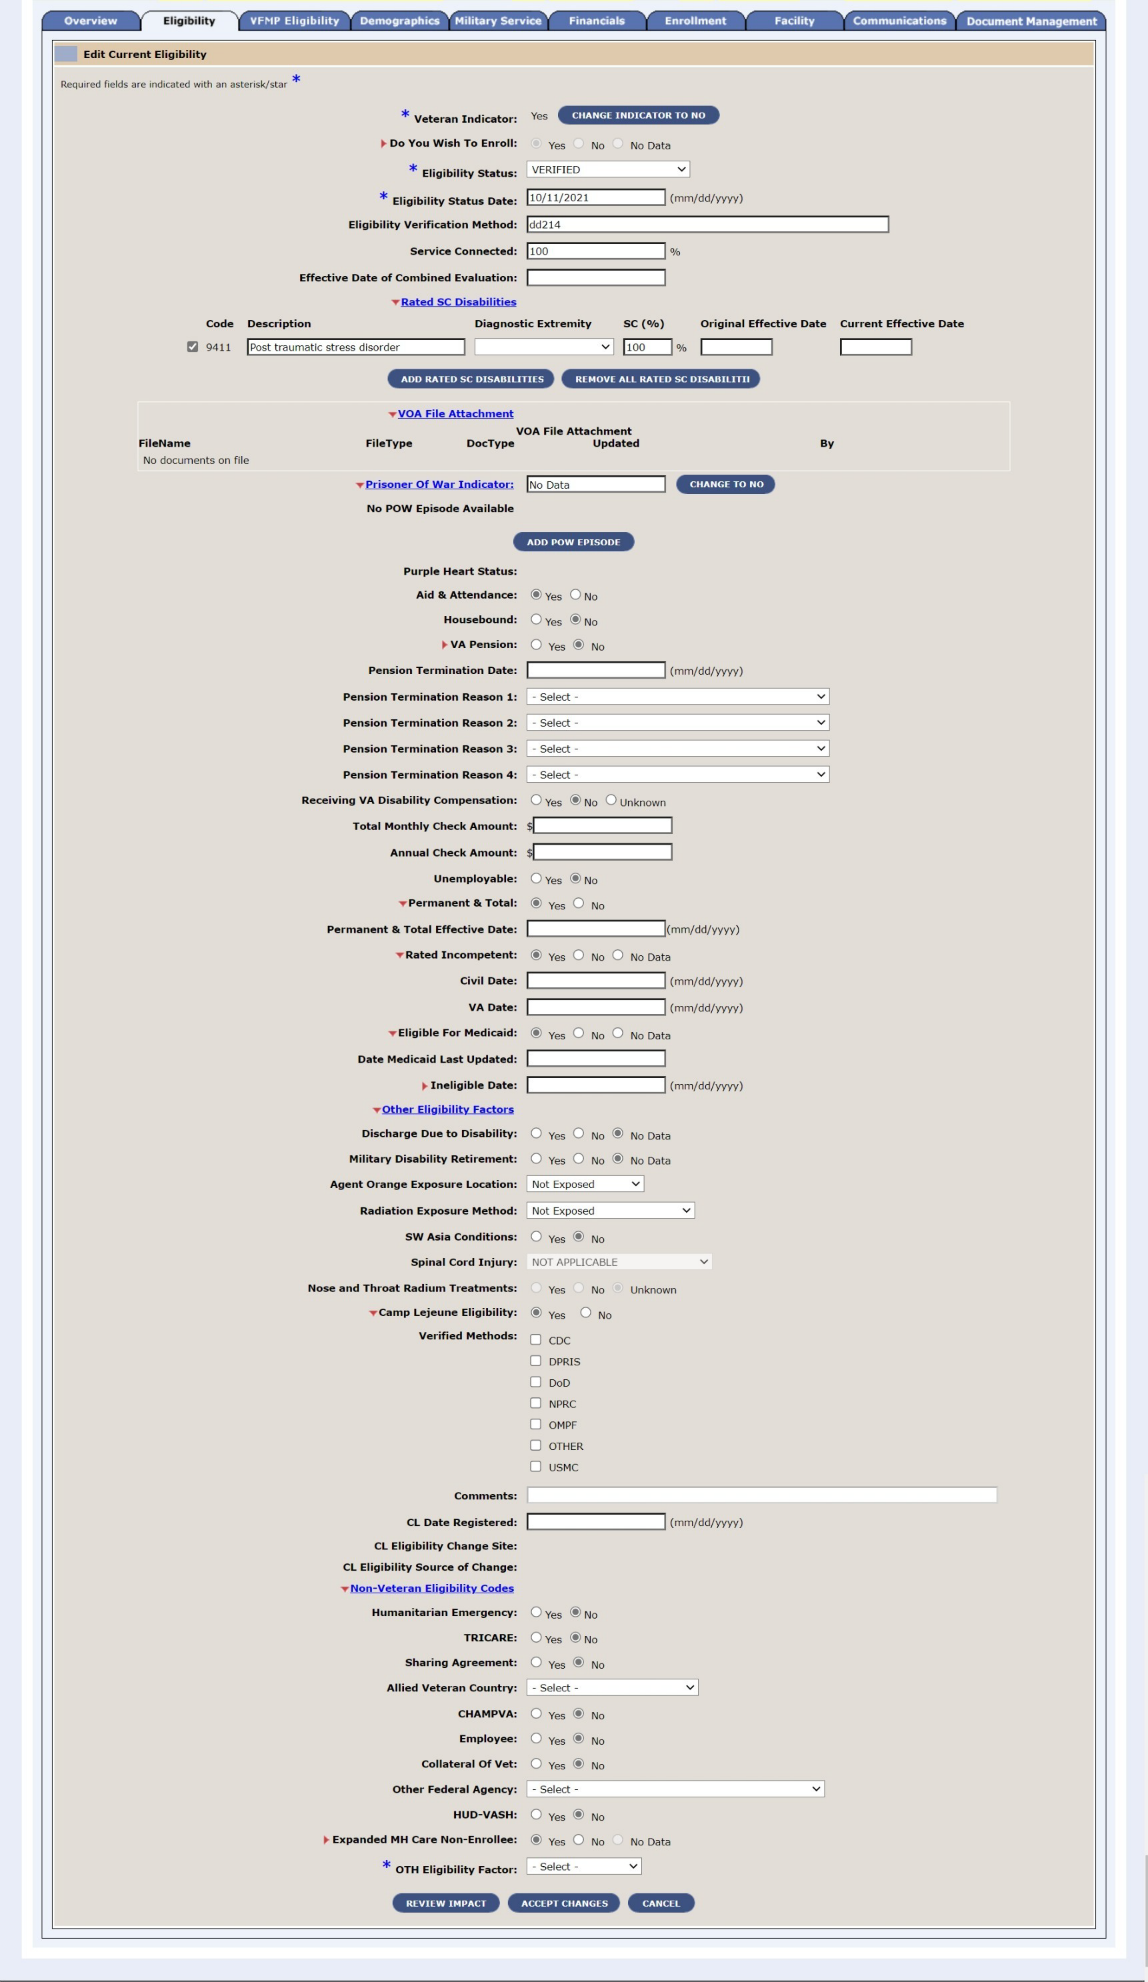 Overview Eligibility VFMP Eligibility Demographics Military Service Financials Enrollment Facility Communications Document Management
Edit Current Eligibility
Required fields are indicated with an asterisk/star *
* Veteran Indicator: Yes CHANGE INDICATOR TO NO
Do You Wish To Enroll: Yes No No Data
* Eligibility Status: VERIFIED
* Eligibility Status Date: 10/11/2021 (mm/dd/yyyy)
Eligibility Verification Method: dd214
Service Connected: 100 %
Effective Date of Combined Evaluation:
Rated SC Disabilities
Code Description Diagnostic Extremity SC (%) Original Effective Date Current Effective Date
9411 Post traumatic stress disorder 100 %
ADD RATED SC DISABILITIES REMOVE ALL RATED SC DISABILITII
VOA File Attachment
VOA File Attachment
FileName FileType DocType Updated By
No documents on file
Prisoner Of War Indicator: No Data CHANGE TO NO
No POW Episode Available
ADD POW EPISODE
Purple Heart Status:
Aid & Attendance: Yes No
Housebound: Yes No
VA Pension: Yes No
Pension Termination Date: (mm/dd/yyyy)
Pension Termination Reason 1: - Select -
Pension Termination Reason 2: - Select -
Pension Termination Reason 3: - Select -
Pension Termination Reason 4: - Select -
Receiving VA Disability Compensation: Yes No Unknown
Total Monthly Check Amount: $
Annual Check Amount: $
Unemployable: Yes No
Permanent & Total: Yes No
Permanent & Total Effective Date: (mm/dd/yyyy)
Rated Incompetent: Yes No No Data
Civil Date: (mm/dd/yyyy)
VA Date: (mm/dd/yyyy)
Eligible For Medicaid: Yes No No Data
Date Medicaid Last Updated:
Ineligible Date: (mm/dd/yyyy)
Other Eligibility Factors
Discharge Due to Disability: Yes No No Data
Military Disability Retirement: Yes No No Data
Agent Orange Exposure Location: Not Exposed
Radiation Exposure Method: Not Exposed
SW Asia Conditions: Yes No
Spinal Cord Injury: NOT APPLICABLE
Nose and Throat Radium Treatments: Yes No Unknown
Camp Lejeune Eligibility: Yes No
Verified Methods: CDC
DPRIS
DoD
NPRC
OMPF
OTHER
USMC
Comments:
CL Date Registered: (mm/dd/yyyy)
CL Eligibility Change Site:
CL Eligibility Source of Change:
Non-Veteran Eligibility Codes
Humanitarian Emergency: Yes No
TRICARE: Yes No
Sharing Agreement: Yes No
Allied Veteran Country: - Select -
CHAMPVA: Yes No
Employee: Yes No
Collateral Of Vet: Yes No
Other Federal Agency: - Select -
HUD-VASH: Yes No
Expanded MH Care Non-Enrollee: Yes No No Data
* OTH Eligibility Factor: - Select -
REVIEW IMPACT ACCEPT CHANGES CANCEL